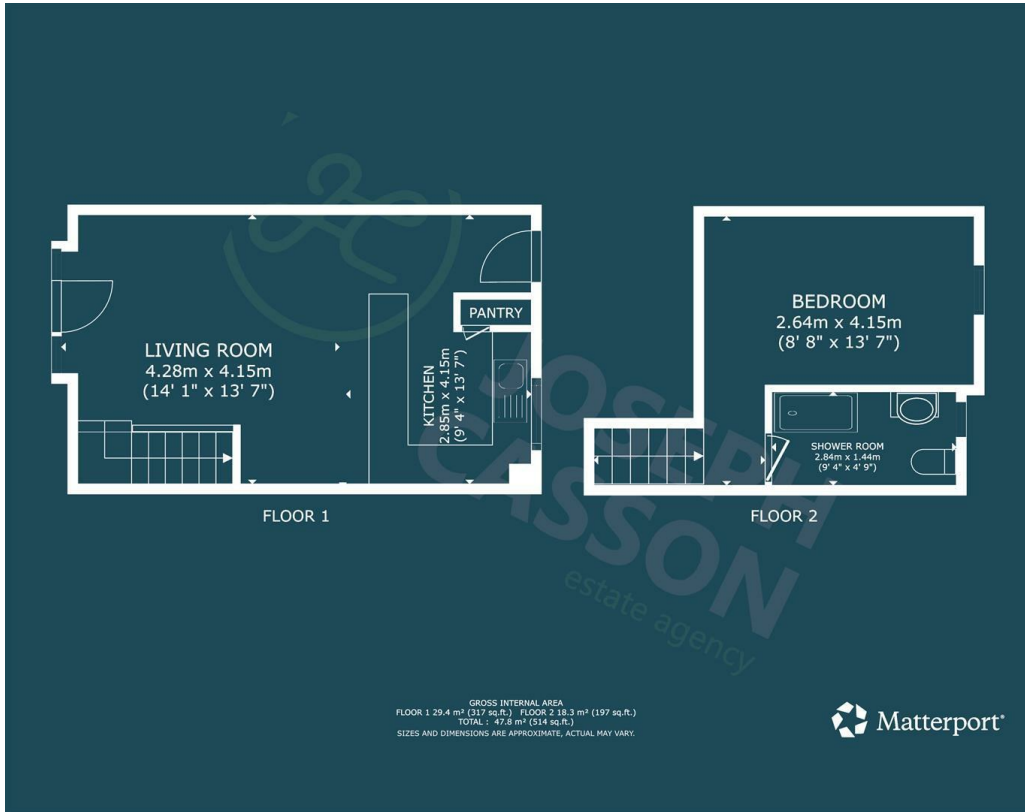 LIVING ROOM
4.28m x 4.15m
(14' 1" x 13' 7")
KITCHEN
2.85m x 4.15m
(9' 4" x 13' 7")
PANTRY
FLOOR 1
BEDROOM
2.64m x 4.15m
(8' 8" x 13' 7")
SHOWER ROOM
2.84m x 1.44m
(9' 4" x 4' 9")
FLOOR 2
JOSEPH
CASSON
estate agency
GROSS INTERNAL AREA
FLOOR 1 29.4 m² (317 sq.ft.) FLOOR 2 18.3 m² (197 sq.ft.)
TOTAL : 47.8 m² (514 sq.ft.)
SIZES AND DIMENSIONS ARE APPROXIMATE, ACTUAL MAY VARY.
Matterport®